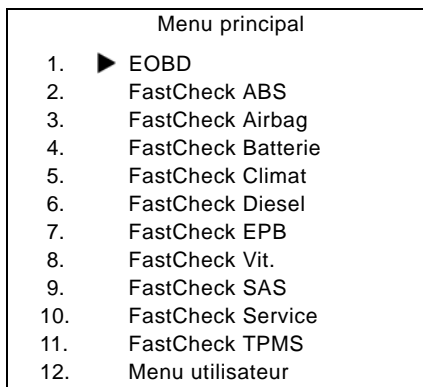 Menu principal
1. EOBD
2. FastCheck ABS
3. FastCheck Airbag
4. FastCheck Batterie
5. FastCheck Climat
6. FastCheck Diesel
7. FastCheck EPB
8. FastCheck Vit.
9. FastCheck SAS
10. FastCheck Service
11. FastCheck TPMS
12. Menu utilisateur